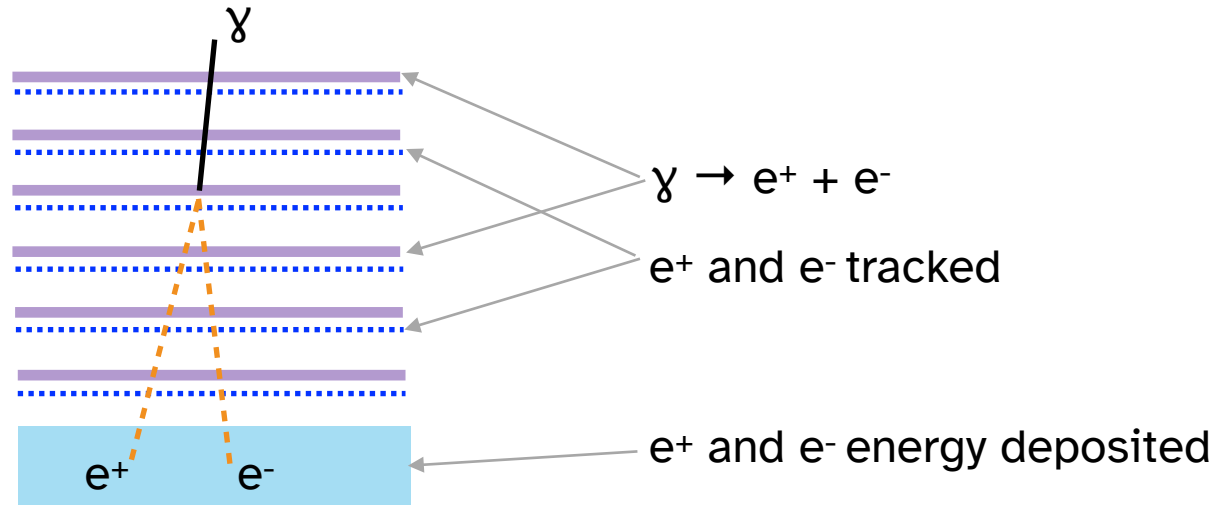 γ
γ → e⁺ + e⁻
e⁺ and e⁻ tracked
e⁺ and e⁻ energy deposited
e⁺ e⁻